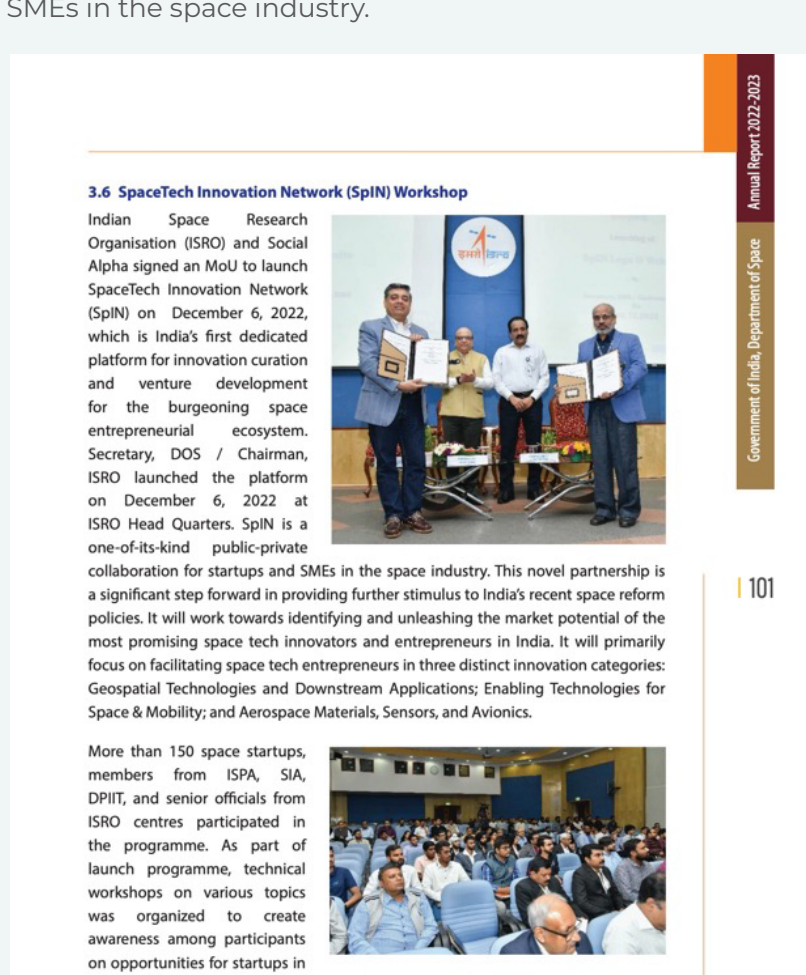 SMEs in the space industry.
Annual Report 2022-2023
Government of India, Department of Space
3.6 SpaceTech Innovation Network (SpIN) Workshop
Indian Space Research
Organisation (ISRO) and Social
Alpha signed an MoU to launch
SpaceTech Innovation Network
(SpIN) on December 6, 2022,
which is India's first dedicated
platform for innovation curation
and venture development
for the burgeoning space
entrepreneurial ecosystem.
Secretary, DOS / Chairman,
ISRO launched the platform
on December 6, 2022 at
ISRO Head Quarters. SpIN is a
one-of-its-kind public-private
collaboration for startups and SMEs in the space industry. This novel partnership is
a significant step forward in providing further stimulus to India's recent space reform
policies. It will work towards identifying and unleashing the market potential of the
most promising space tech innovators and entrepreneurs in India. It will primarily
focus on facilitating space tech entrepreneurs in three distinct innovation categories:
Geospatial Technologies and Downstream Applications; Enabling Technologies for
Space & Mobility; and Aerospace Materials, Sensors, and Avionics.
इसरो isro
101
More than 150 space startups,
members from ISPA, SIA,
DPIIT, and senior officials from
ISRO centres participated in
the programme. As part of
launch programme, technical
workshops on various topics
was organized to create
awareness among participants
on opportunities for startups in